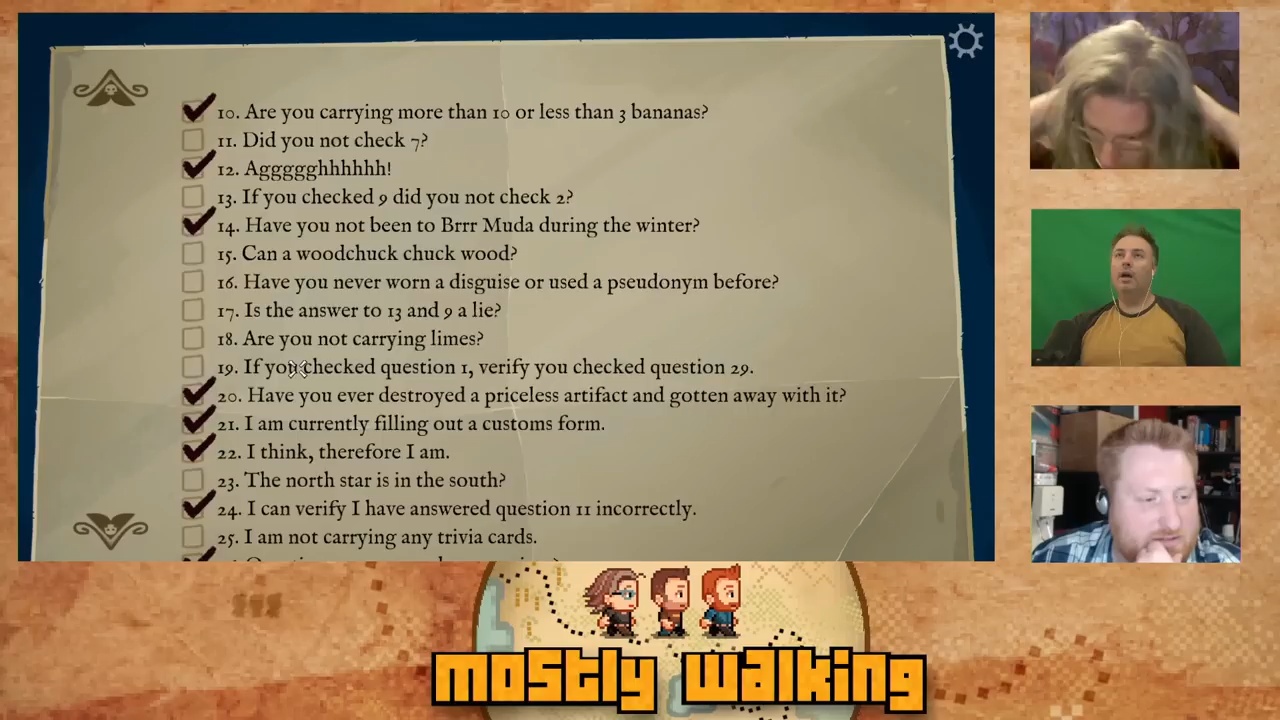 10. Are you carrying more than 10 or less than 3 bananas?
11. Did you not check 7?
12. Agggggghhhhhh!
13. If you checked 9 did you not check 2?
14. Have you not been to Brrr Muda during the winter?
15. Can a woodchuck chuck wood?
16. Have you never worn a disguise or used a pseudonym before?
17. Is the answer to 13 and 9 a lie?
18. Are you not carrying limes?
19. If you checked question 1, verify you checked question 29.
20. Have you ever destroyed a priceless artifact and gotten away with it?
21. I am currently filling out a customs form.
22. I think, therefore I am.
23. The north star is in the south?
24. I can verify I have answered question 11 incorrectly.
25. I am not carrying any trivia cards.
mostly walking